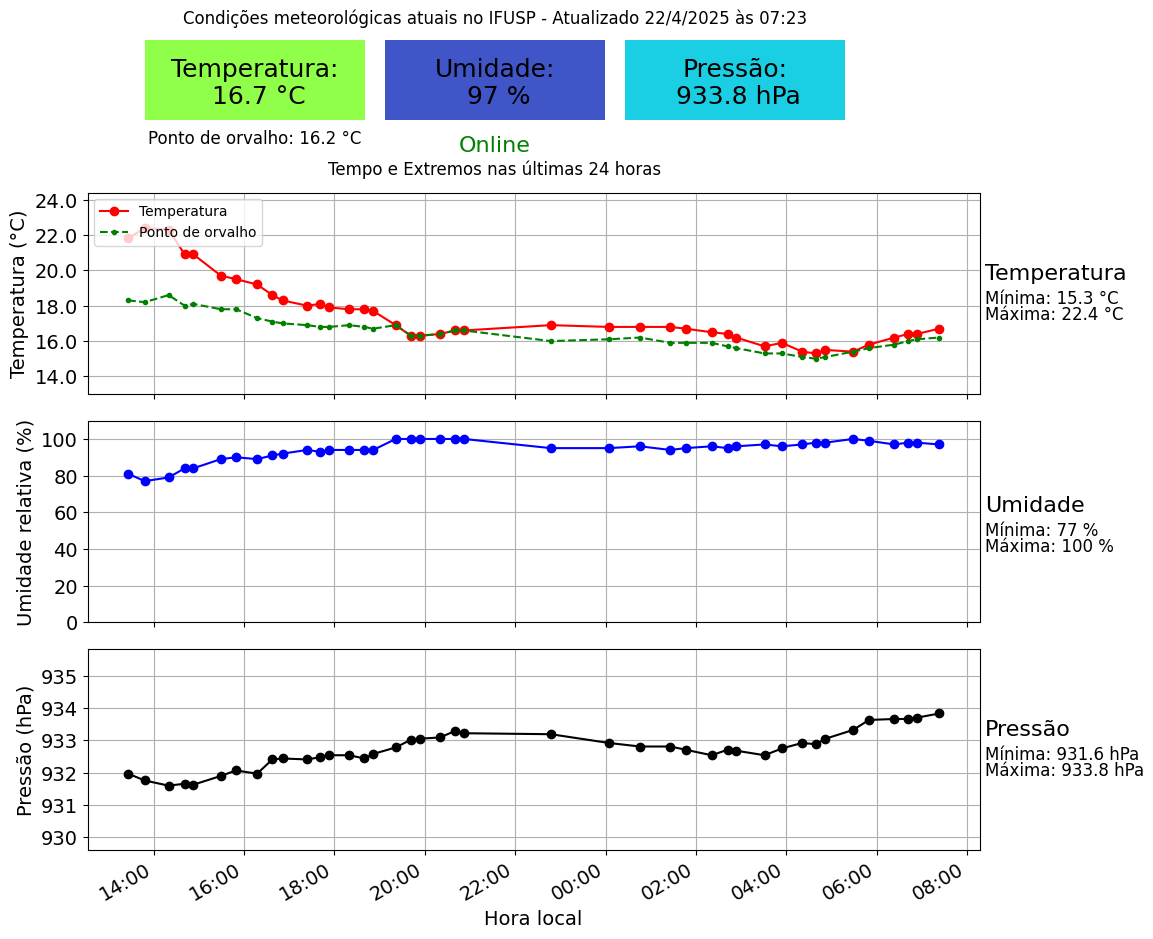 Condições meteorológicas atuais no IFUSP - Atualizado 22/4/2025 às 07:23
Temperatura:
16.7 °C
Umidade:
97 %
Pressão:
933.8 hPa
Ponto de orvalho: 16.2 °C
Online
Tempo e Extremos nas últimas 24 horas
Temperatura (°C)
24.0
22.0
20.0
18.0
16.0
14.0
Temperatura
Ponto de orvalho
Temperatura
Mínima: 15.3 °C
Máxima: 22.4 °C
Umidade relativa (%)
100
80
60
40
20
0
Umidade
Mínima: 77 %
Máxima: 100 %
Pressão (hPa)
935
934
933
932
931
930
Pressão
Mínima: 931.6 hPa
Máxima: 933.8 hPa
14:00
16:00
18:00
20:00
22:00
00:00
02:00
04:00
06:00
08:00
Hora local